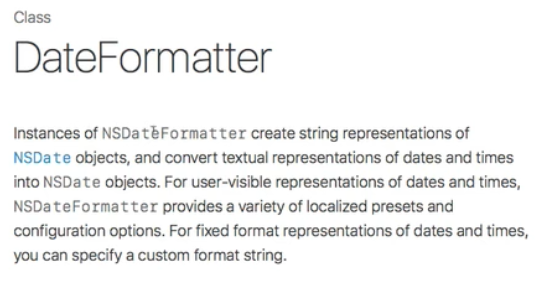 Class
DateFormatter
Instances of NSDateFormatter create string representations of
NSDate objects, and convert textual representations of dates and times
into NSDate objects. For user-visible representations of dates and times,
NSDateFormatter provides a variety of localized presets and
configuration options. For fixed format representations of dates and times,
you can specify a custom format string.